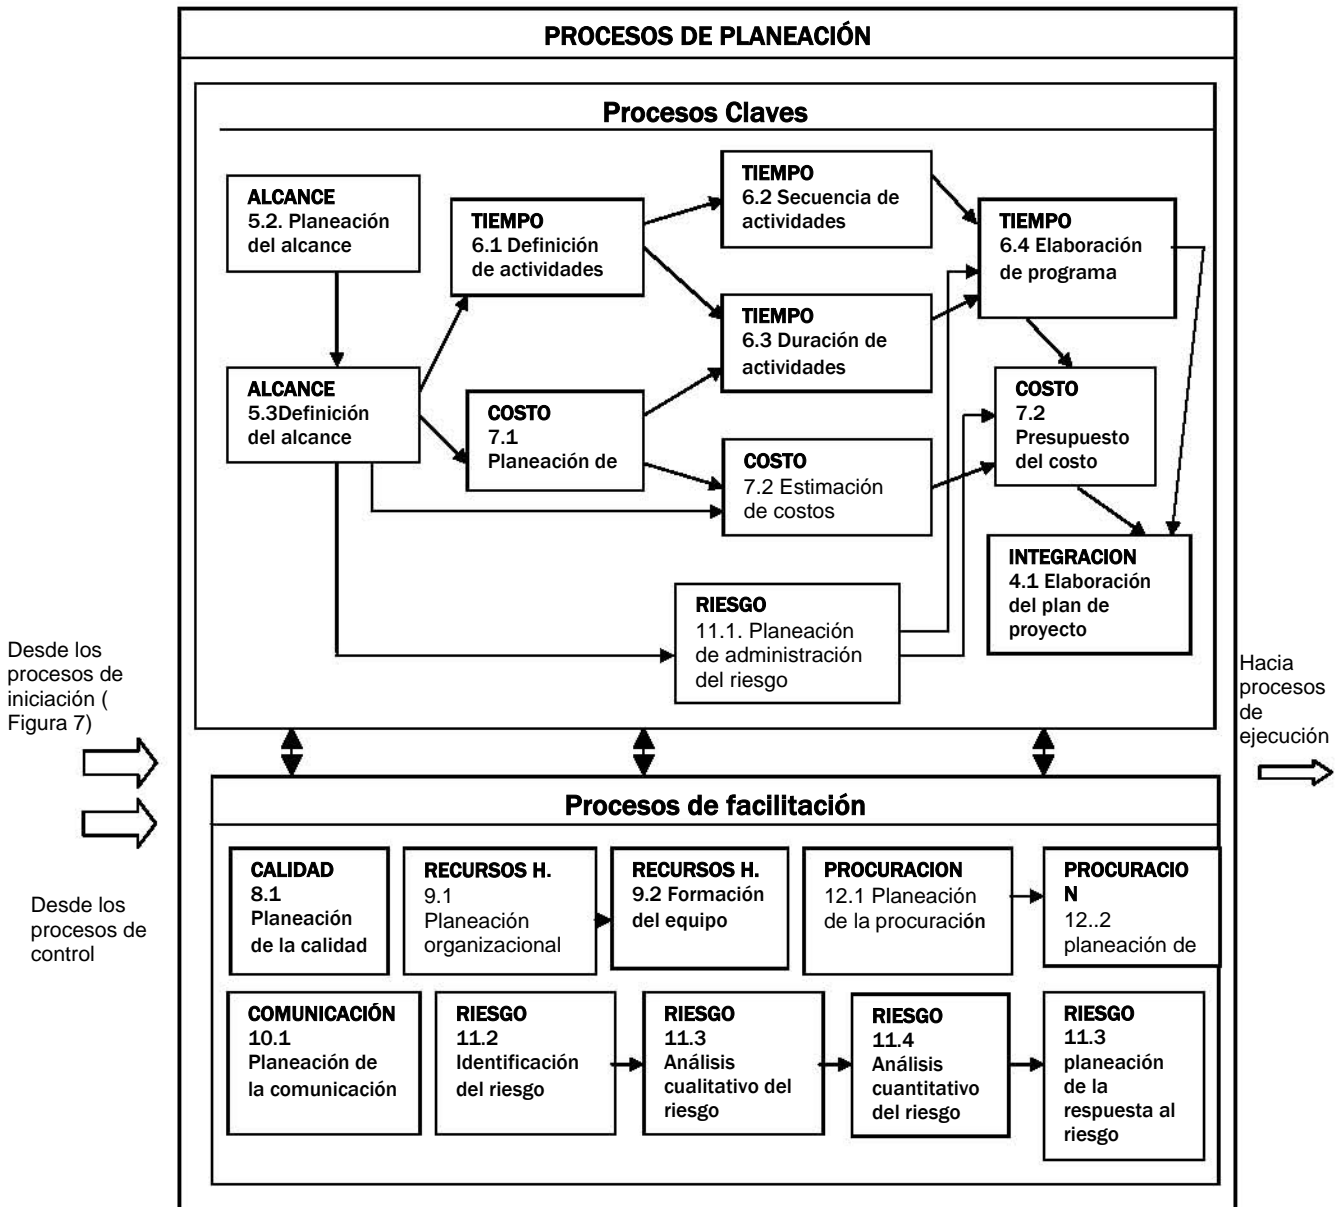 PROCESOS DE PLANEACIÓN
Procesos Claves
ALCANCE
5.2. Planeación
del alcance
TIEMPO
6.1 Definición
de actividades
TIEMPO
6.2 Secuencia de
actividades
TIEMPO
6.4 Elaboración
de programa
TIEMPO
6.3 Duración de
actividades
ALCANCE
5.3Definición
del alcance
COSTO
7.1
Planeación de
COSTO
7.2 Estimación
de costos
COSTO
7.2
Presupuesto
del costo
INTEGRACION
4.1 Elaboración
del plan de
proyecto
RIESGO
11.1. Planeación
de administración
del riesgo
Desde los
procesos de
iniciación (
Figura 7)
Desde los
procesos de
control
Hacia
procesos
de
ejecución
Procesos de facilitación
CALIDAD
8.1
Planeación
de la calidad
RECURSOS H.
9.1
Planeación
organizacional
RECURSOS H.
9.2 Formación
del equipo
PROCURACION
12.1 Planeación
de la procuración
PROCURACIO
N
12..2
planeación de
COMUNICACIÓN
10.1
Planeación de
la comunicación
RIESGO
11.2
Identificación
del riesgo
RIESGO
11.3
Análisis
cualitativo del
riesgo
RIESGO
11.4
Análisis
cuantitativo
del riesgo
RIESGO
11.3
planeación
de la
respuesta al
riesgo